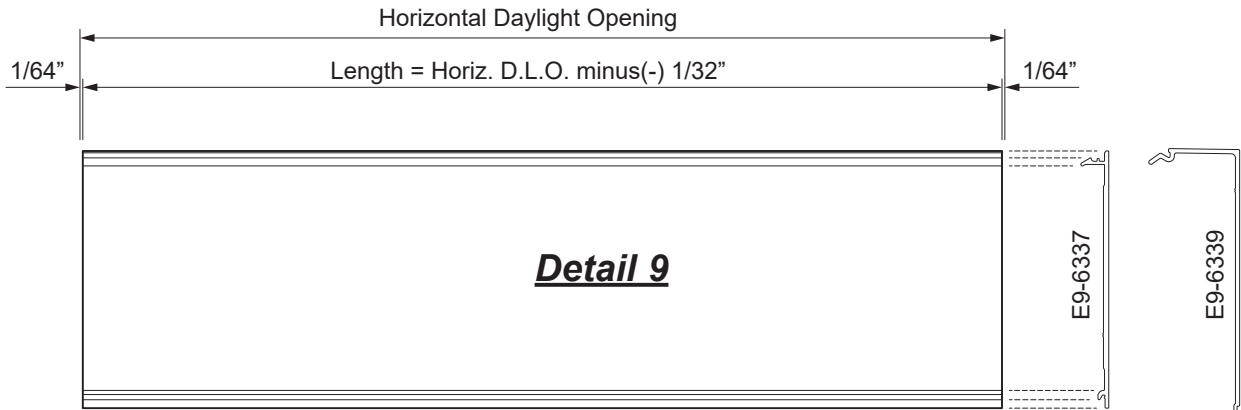 Horizontal Daylight Opening
1/64”
Length = Horiz. D.L.O. minus(-) 1/32”
1/64”
Detail 9
E9-6337
E9-6339